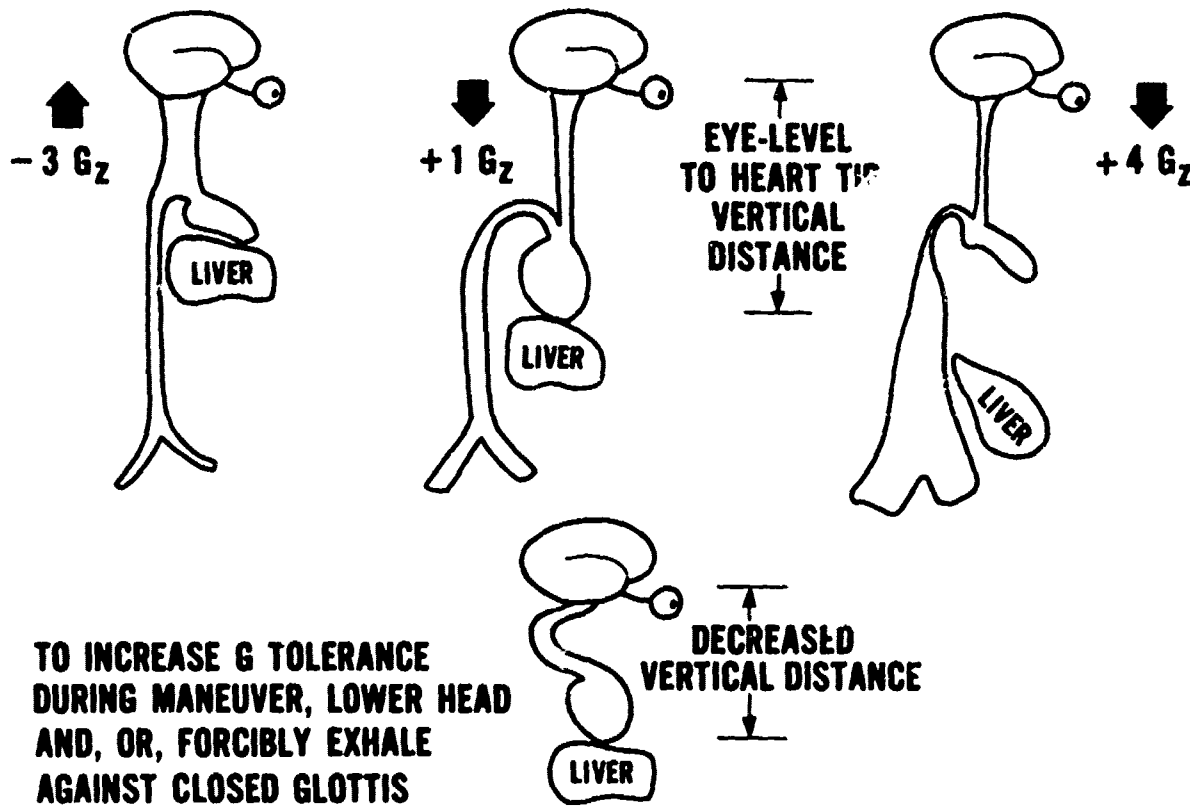 − 3 Gz
+ 1 Gz
EYE-LEVEL
TO HEART TIP
VERTICAL
DISTANCE
+ 4 Gz
LIVER
LIVER
LIVER
TO INCREASE G TOLERANCE
DURING MANEUVER, LOWER HEAD
AND, OR, FORCIBLY EXHALE
AGAINST CLOSED GLOTTIS
DECREASED
VERTICAL DISTANCE
LIVER